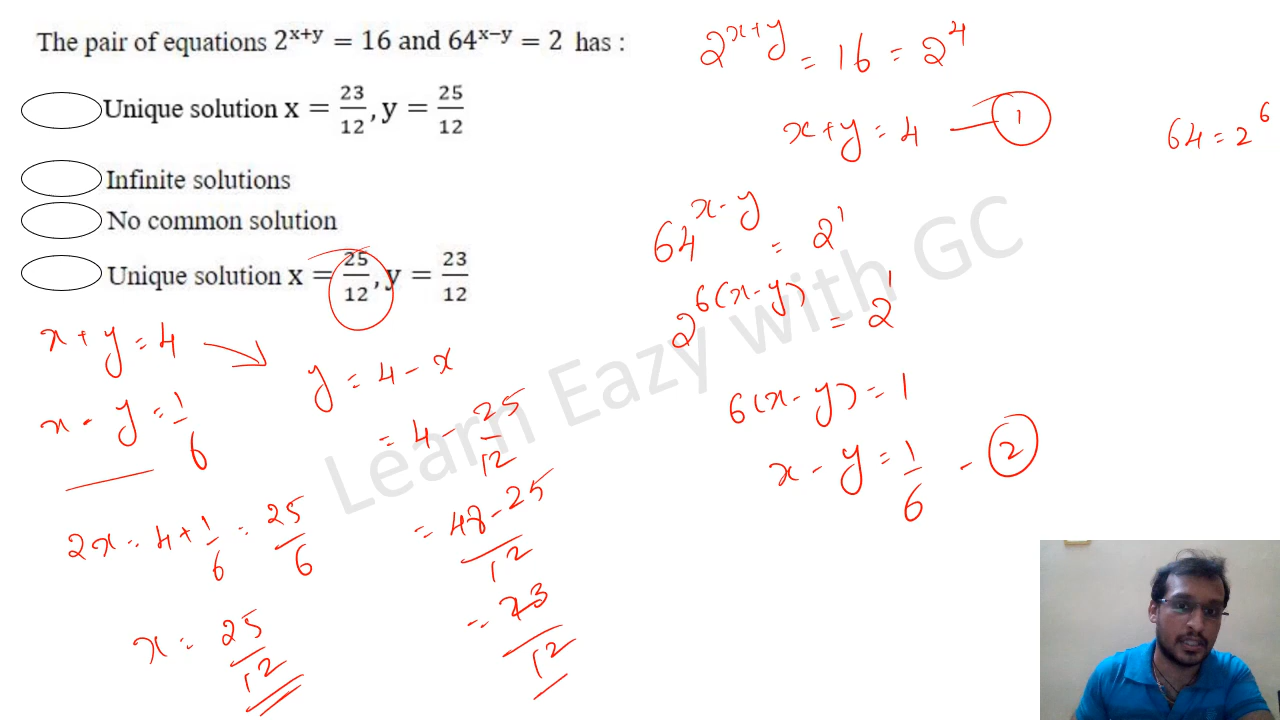 The pair of equations 2^{x+y} = 16 and 64^{x−y} = 2 has :
Unique solution x = 23/12, y = 25/12
Infinite solutions
No common solution
Unique solution x = 25/12, y = 23/12
x + y = 4
x - y = 1/6
2x = 4 + 1/6 = 25/6
x = 25/12
y = 4 - x
= 4 - 25/12
= 48 - 25/12
= 23/12
2^{x+y} = 16 = 2^4
x + y = 4 — 1
64 = 2^6
64^{x-y} = 2^1
2^{6(x-y)} = 2^1
6(x-y) = 1
x - y = 1/6 - 2
Learn Eazy with GC